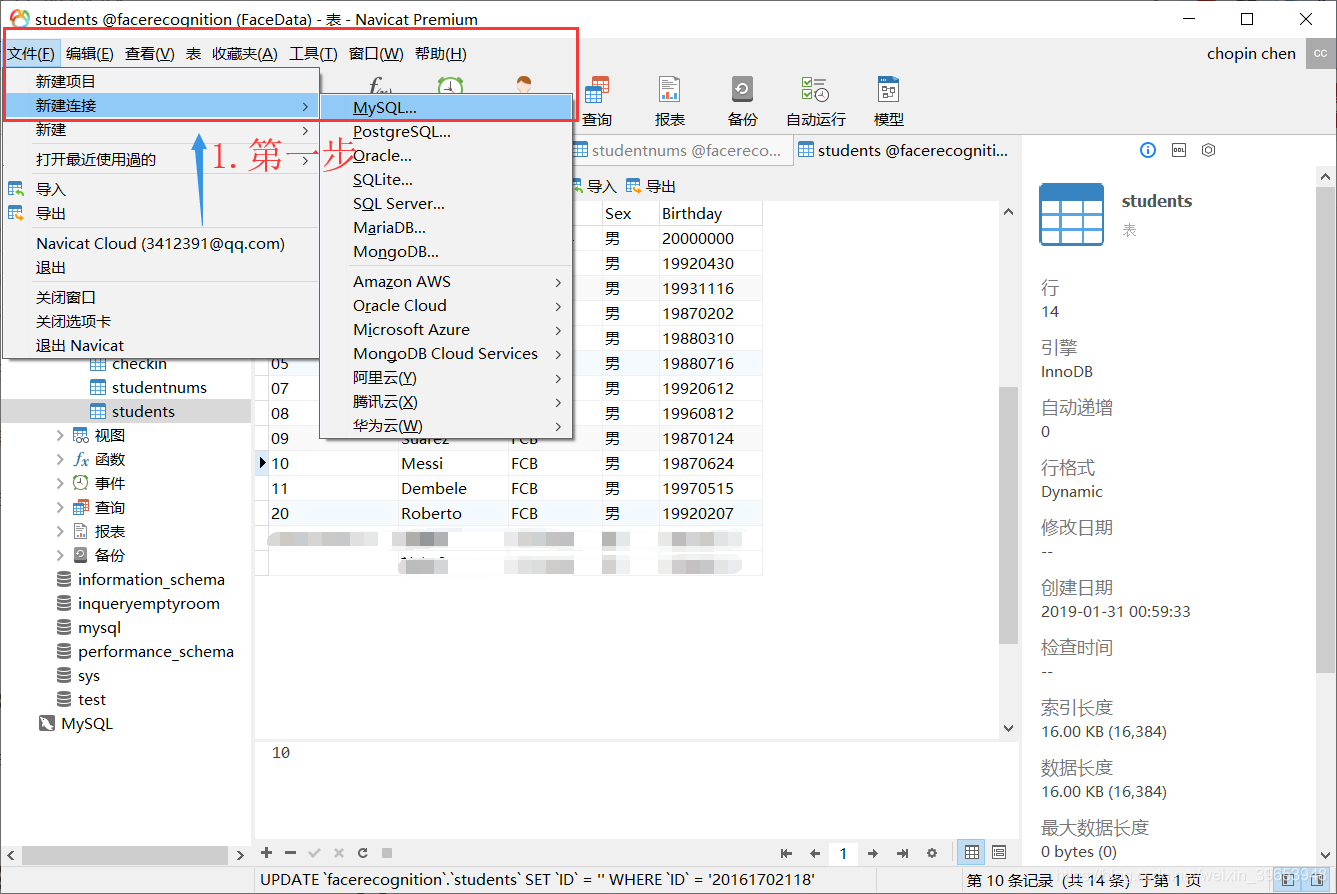 students @facerecognition (FaceData) - 表 - Navicat Premium
文件(F) 编辑(E) 查看(V) 表 收藏夹(A) 工具(T) 窗口(W) 帮助(H)
chopin chen
CC
新建项目
新建连接
新建
打开最近使用過的
导入
导出
Navicat Cloud (3412391@qq.com)
退出
关闭窗口
关闭选项卡
退出 Navicat
1. 第一步
MySQL...
PostgreSQL...
Oracle...
SQLite...
SQL Server...
MariaDB...
MongoDB...
Amazon AWS
Oracle Cloud
Microsoft Azure
MongoDB Cloud Services
阿里云(Y)
腾讯云(X)
华为云(W)
查询 报表 备份 自动运行 模型
studentnums @facereco... students @facerecogniti...
导入 导出
Sex Birthday
男 20000000
男 19920430
男 19931116
男 19870202
男 19880310
05 男 19880716
07 男 19920612
08 男 19960812
09 Suarez FCB 男 19870124
10 Messi FCB 男 19870624
11 Dembele FCB 男 19970515
20 Roberto FCB 男 19920207
checkin
studentnums
students
视图
函数
事件
查询
报表
备份
information_schema
inqueryemptyroom
mysql
performance_schema
sys
test
MySQL
10
1
UPDATE `facerecognition`.`students` SET `ID` = '' WHERE `ID` = '20161702118'
第 10 条记录（共 14 条）于第 1 页
DDL
students
表
行
14
引擎
InnoDB
自动递增
0
行格式
Dynamic
修改日期
--
创建日期
2019-01-31 00:59:33
检查时间
--
索引长度
16.00 KB (16,384)
数据长度
16.00 KB (16,384)
最大数据长度
0 bytes (0)